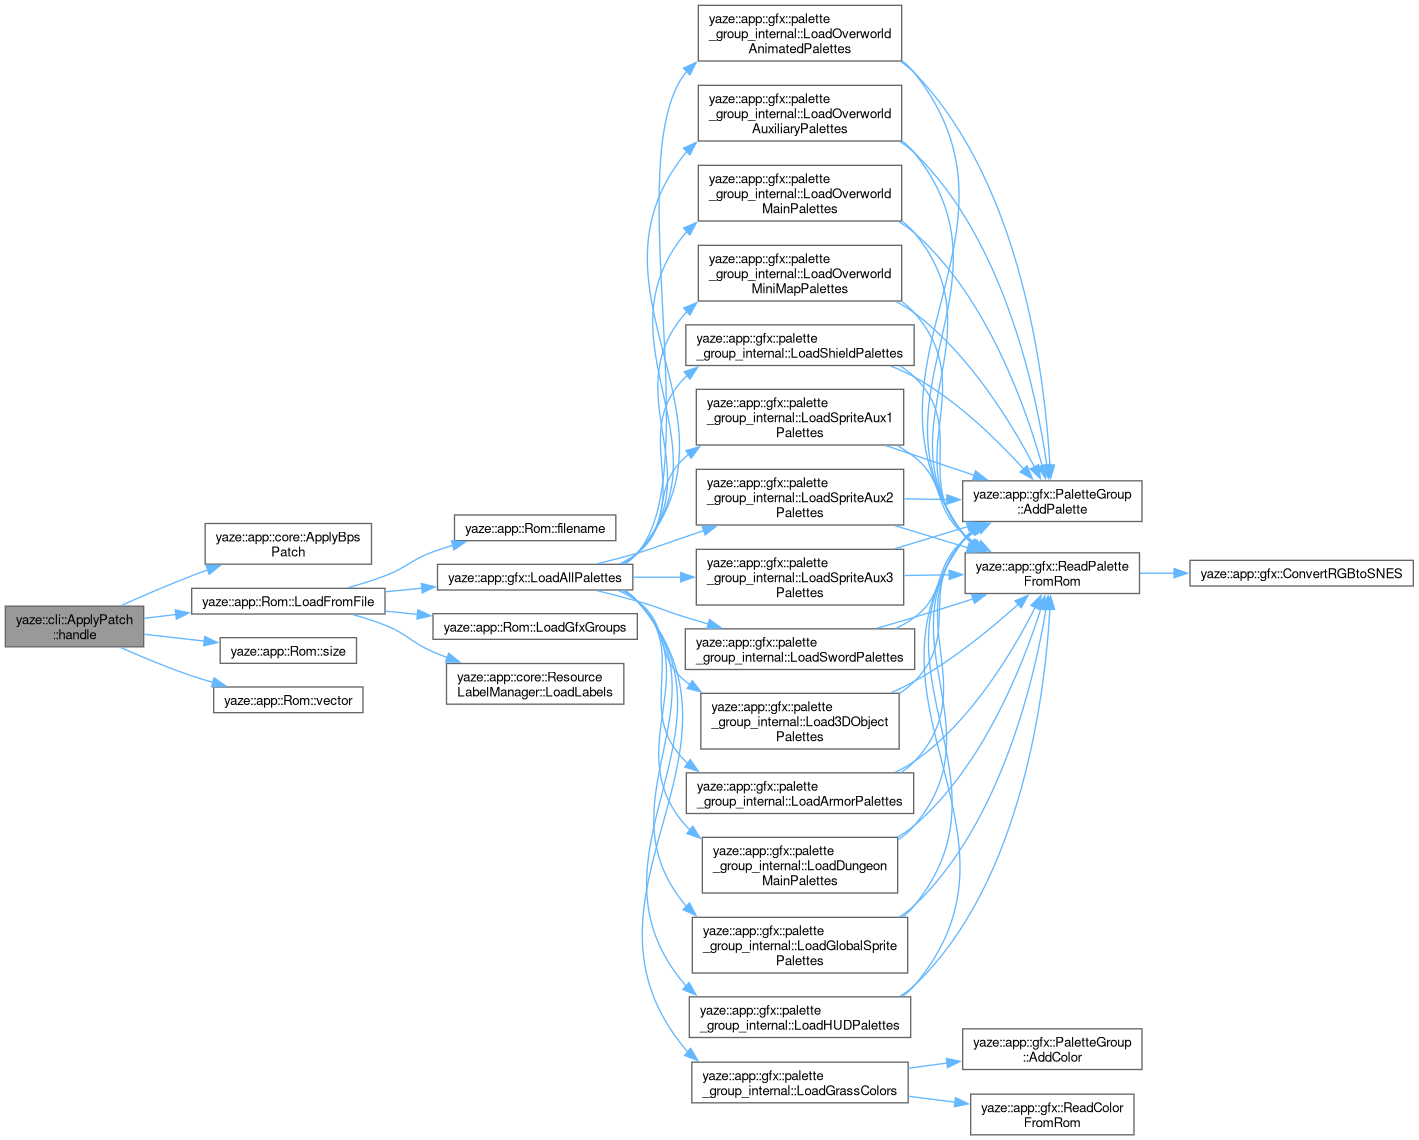 yaze::cli::ApplyPatch
::handle
yaze::app::core::ApplyBps
Patch
yaze::app::Rom::LoadFromFile
yaze::app::Rom::size
yaze::app::Rom::vector
yaze::app::Rom::filename
yaze::app::gfx::LoadAllPalettes
yaze::app::Rom::LoadGfxGroups
yaze::app::core::Resource
LabelManager::LoadLabels
yaze::app::gfx::palette
_group_internal::LoadOverworld
AnimatedPalettes
yaze::app::gfx::palette
_group_internal::LoadOverworld
AuxiliaryPalettes
yaze::app::gfx::palette
_group_internal::LoadOverworld
MainPalettes
yaze::app::gfx::palette
_group_internal::LoadOverworld
MiniMapPalettes
yaze::app::gfx::palette
_group_internal::LoadShieldPalettes
yaze::app::gfx::palette
_group_internal::LoadSpriteAux1
Palettes
yaze::app::gfx::palette
_group_internal::LoadSpriteAux2
Palettes
yaze::app::gfx::palette
_group_internal::LoadSpriteAux3
Palettes
yaze::app::gfx::palette
_group_internal::LoadSwordPalettes
yaze::app::gfx::palette
_group_internal::Load3DObject
Palettes
yaze::app::gfx::palette
_group_internal::LoadArmorPalettes
yaze::app::gfx::palette
_group_internal::LoadDungeon
MainPalettes
yaze::app::gfx::palette
_group_internal::LoadGlobalSprite
Palettes
yaze::app::gfx::palette
_group_internal::LoadHUDPalettes
yaze::app::gfx::palette
_group_internal::LoadGrassColors
yaze::app::gfx::PaletteGroup
::AddPalette
yaze::app::gfx::ReadPalette
FromRom
yaze::app::gfx::PaletteGroup
::AddColor
yaze::app::gfx::ReadColor
FromRom
yaze::app::gfx::ConvertRGBtoSNES